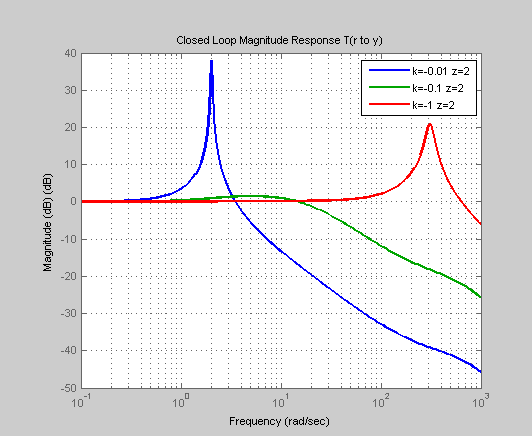 Closed Loop Magnitude Response T(r to y)
k=-0.01 z=2
k=-0.1 z=2
k=-1 z=2
40
30
20
10
0
-10
-20
-30
-40
-50
Magnitude (dB) (dB)
10^-1
10^0
10^1
10^2
10^3
Frequency (rad/sec)